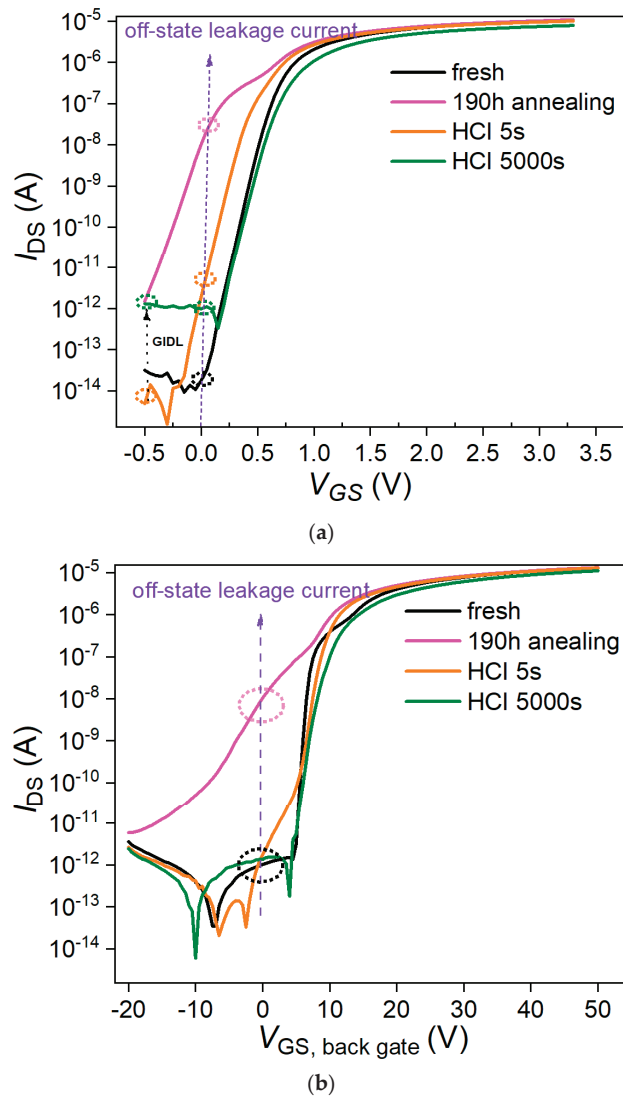 10⁻⁵
off-state leakage current
10⁻⁶
fresh
10⁻⁷
190h annealing
10⁻⁸
HCI 5s
HCI 5000s
10⁻⁹
I_DS (A)
10⁻¹⁰
10⁻¹¹
10⁻¹²
GIDL
10⁻¹³
10⁻¹⁴
-0.5 0.0 0.5 1.0 1.5 2.0 2.5 3.0 3.5
V_GS (V)
(a)
10⁻⁵
off-state leakage current
10⁻⁶
fresh
10⁻⁷
190h anealing
HCI 5s
10⁻⁸
HCI 5000s
10⁻⁹
I_DS (A)
10⁻¹⁰
10⁻¹¹
10⁻¹²
10⁻¹³
10⁻¹⁴
-20 -10 0 10 20 30 40 50
V_GS, back gate (V)
(b)